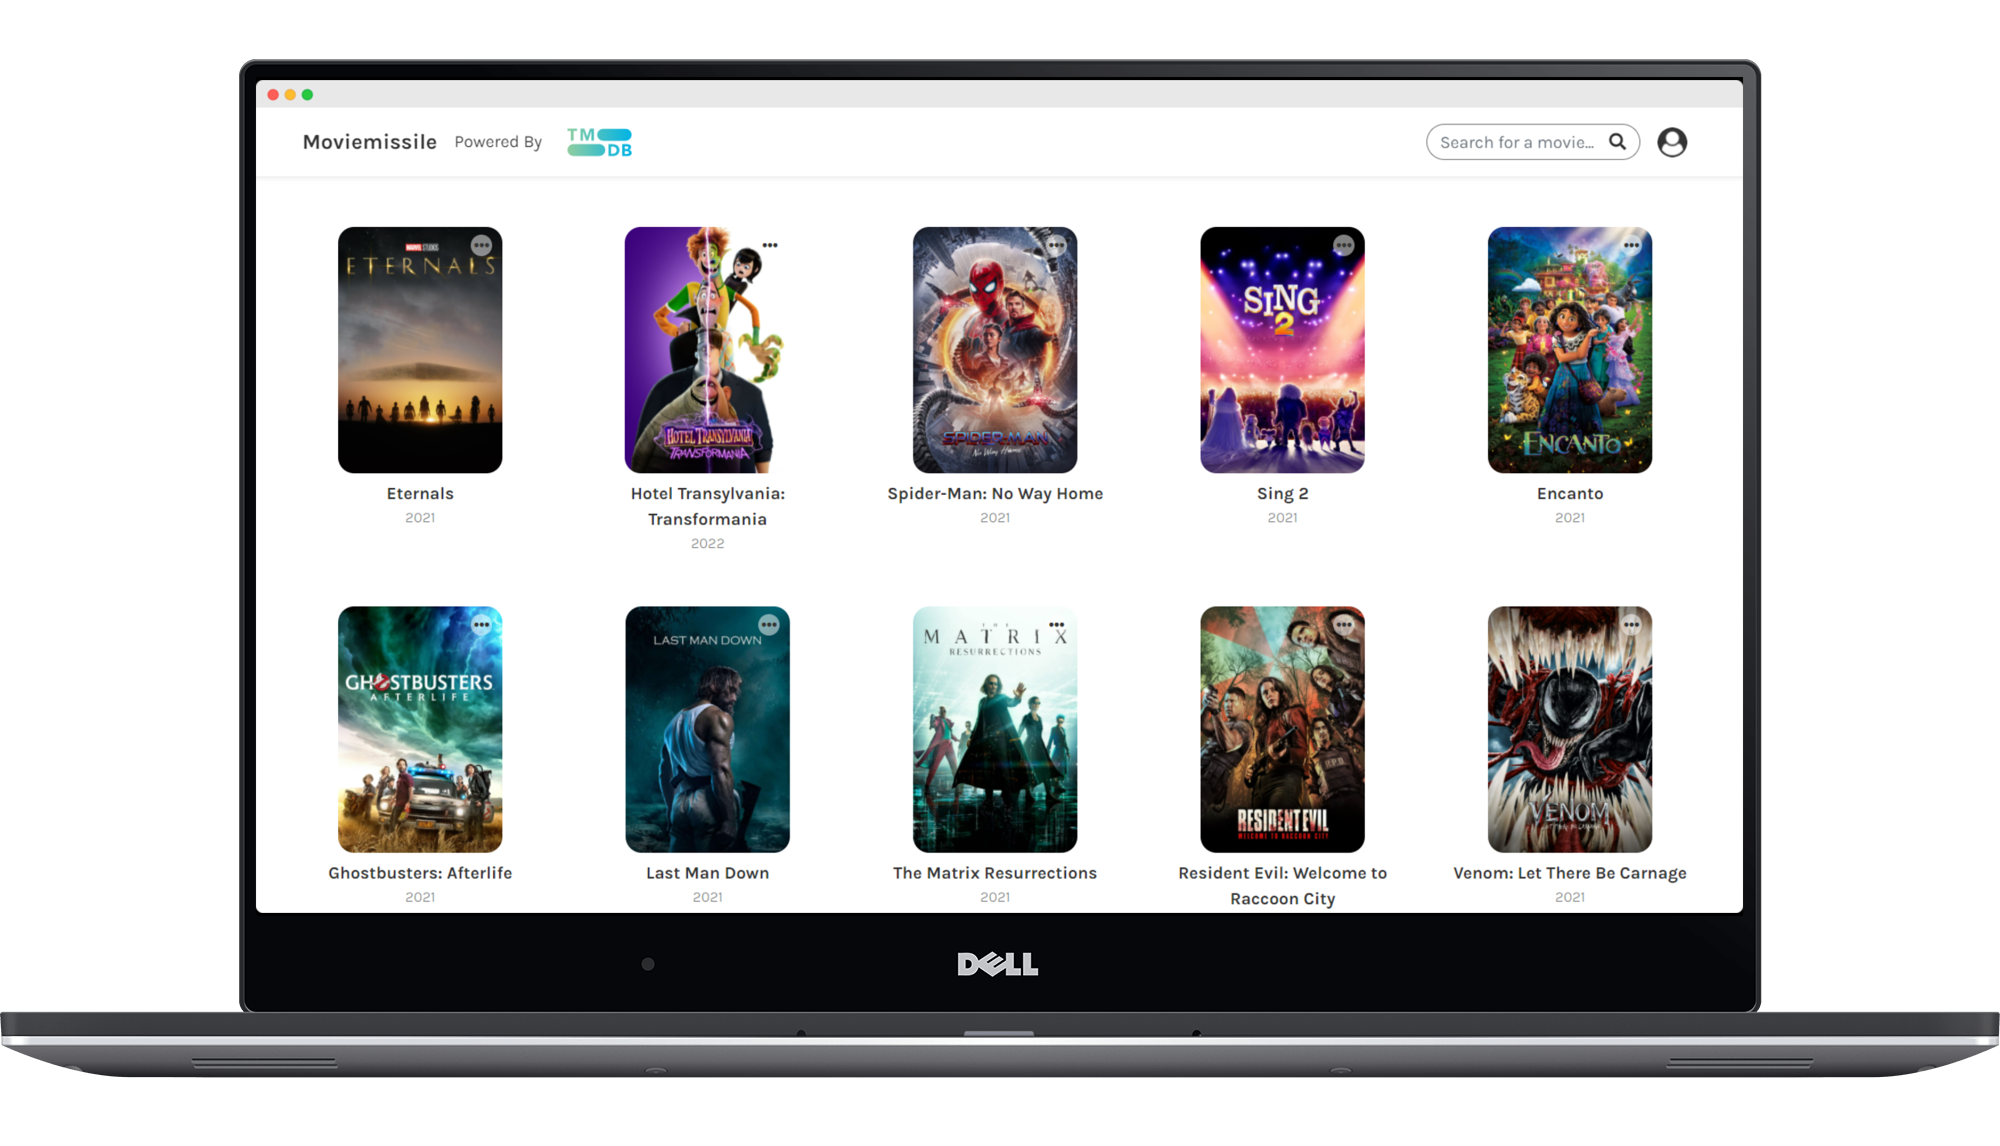 Moviemissile Powered By TMDB
Search for a movie...
MARVEL STUDIOS
ETERNALS
HOTEL TRANSYLVANIA
TRANSFORMANIA
SPIDER-MAN
No Way Home
SING
2
ENCANTO
Eternals
2021
Hotel Transylvania:
Transformania
2022
Spider-Man: No Way Home
2021
Sing 2
2021
Encanto
2021
GHOSTBUSTERS
AFTERLIFE
LAST MAN DOWN
THE
MATRIX
RESURRECTIONS
R.P.D
RESIDENT EVIL
WELCOME TO RACCOON CITY
VENOM
LET THERE BE CARNAGE
Ghostbusters: Afterlife
2021
Last Man Down
2021
The Matrix Resurrections
2021
Resident Evil: Welcome to
Raccoon City
Venom: Let There Be Carnage
2021
DELL